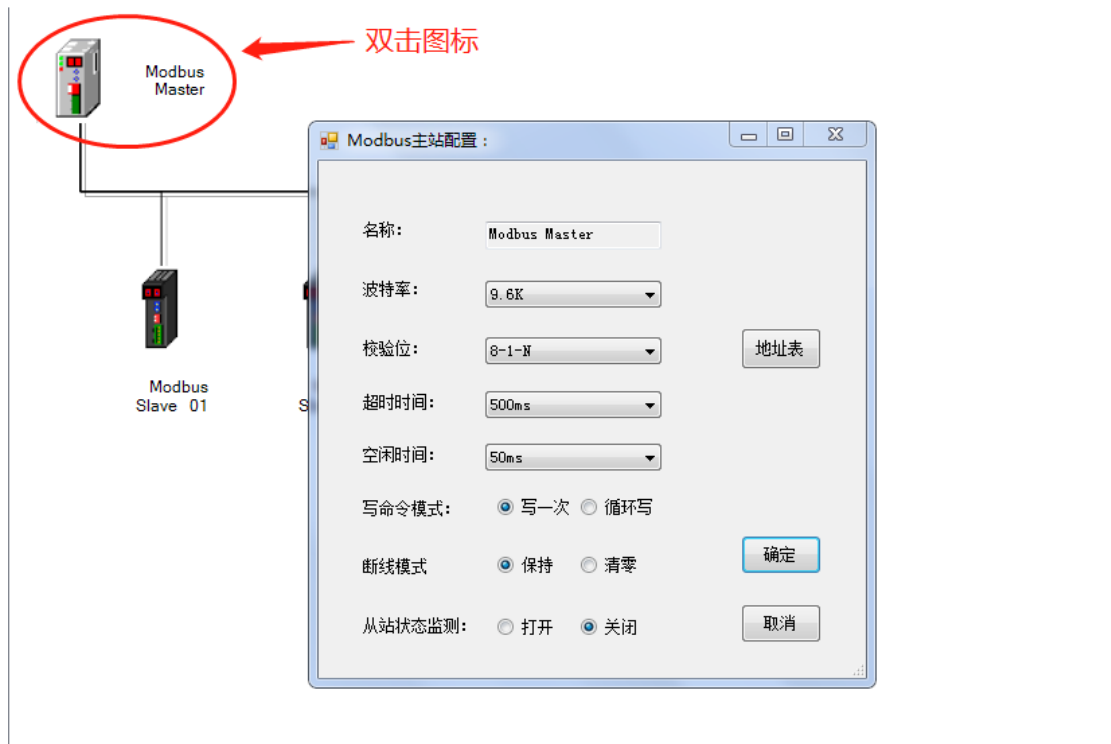 双击图标
Modbus
Master
Modbus主站配置：
名称：
Modbus Master
波特率：
9.6K
校验位：
8-1-N
地址表
超时时间：
500ms
空闲时间：
50ms
写命令模式：
写一次 循环写
断线模式
保持 清零
确定
从站状态监测：
打开 关闭
取消
Modbus
Slave 01
S